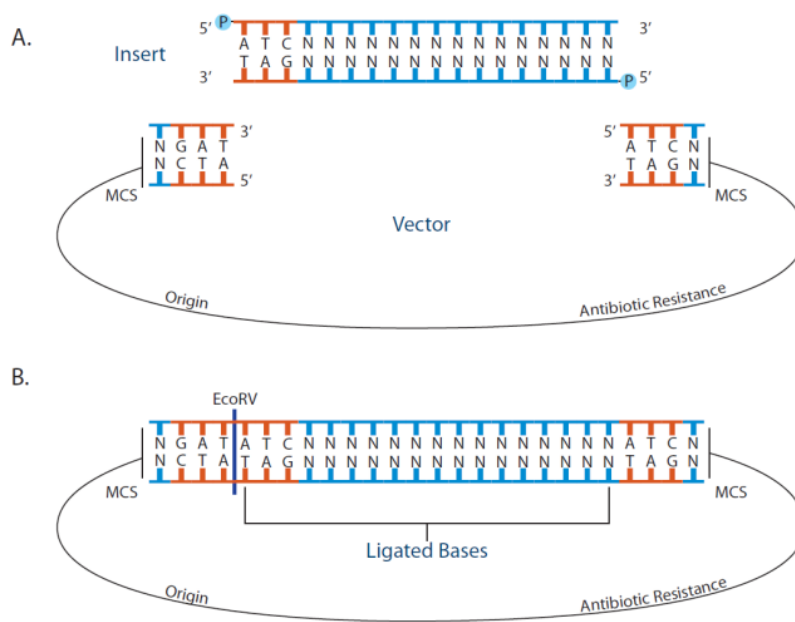 A.
5′ P 3′
Insert
A T C N N N N N N N N N N N N N N N
T A G N N N N N N N N N N N N N N N
3′ P 5′
3′ 5′
N G A T A T C N
N C T A T A G N
MCS 5′ 3′ MCS
Vector
Origin Antibiotic Resistance
B.
EcoRV
N G A T A T C N N N N N N N N N N N N N N N A T C N
N C T A T A G N N N N N N N N N N N N N N N T A G N
MCS MCS
Ligated Bases
Origin Antibiotic Resistance